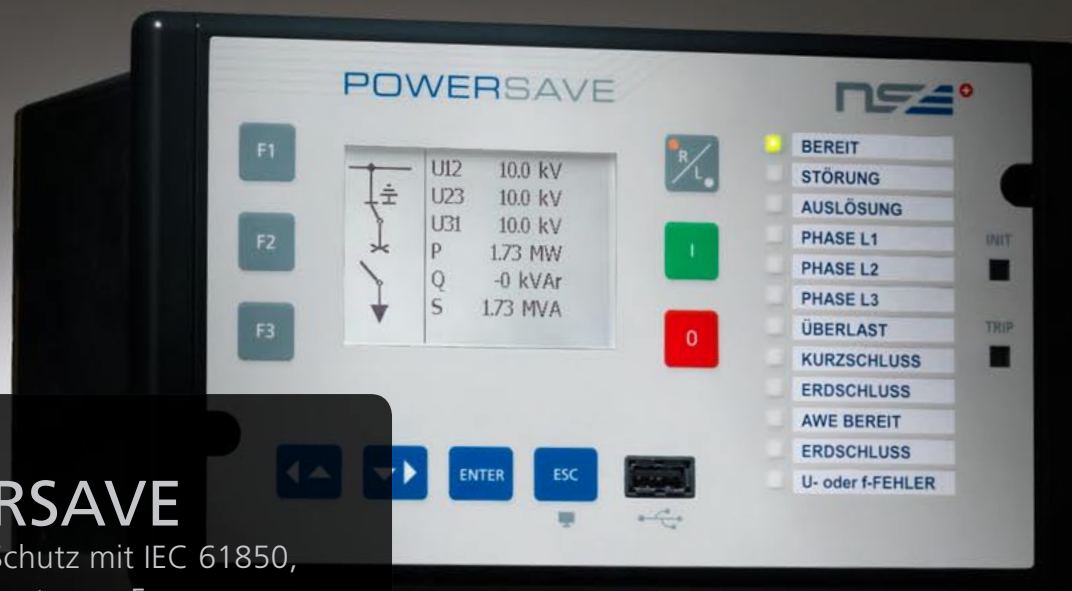 POWERSAVE
nse
F1
F2
F3
U12 10.0 kV
U23 10.0 kV
U31 10.0 kV
P 1.73 MW
Q -0 kVAr
S 1.73 MVA
R/L
I
0
BEREIT
STÖRUNG
AUSLÖSUNG
PHASE L1
PHASE L2
PHASE L3
ÜBERLAST
KURZSCHLUSS
ERDSCHLUSS
AWE BEREIT
ERDSCHLUSS
U- oder f-FEHLER
INIT
TRIP
ENTER
ESC
RSAVE
Schutz mit IEC 61850,